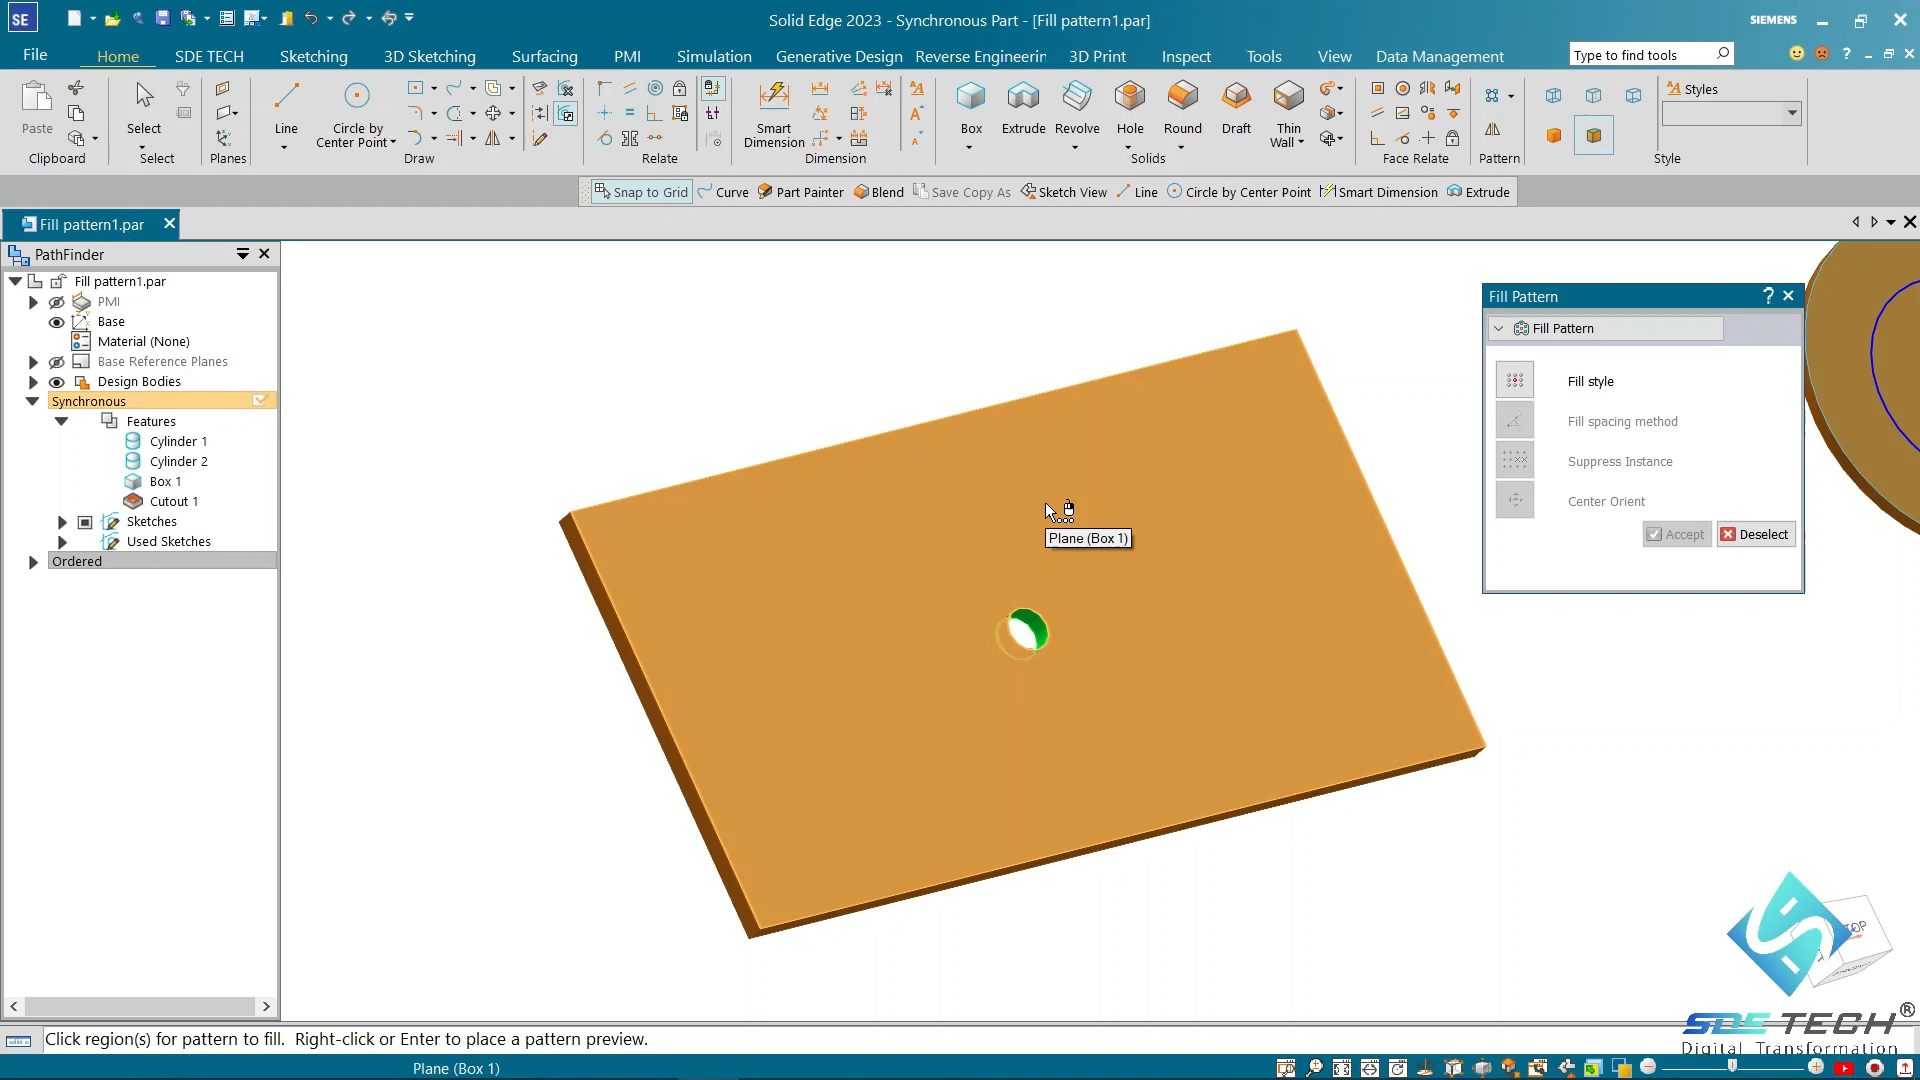 SE
Solid Edge 2023 - Synchronous Part - [Fill pattern1.par]
SIEMENS
File
Home
SDE TECH
Sketching
3D Sketching
Surfacing
PMI
Simulation
Generative Design
Reverse Engineerin
3D Print
Inspect
Tools
View
Data Management
Type to find tools
Paste
Clipboard
Select
Select
Planes
Line
Circle by
Center Point
Draw
Relate
Smart
Dimension
Dimension
Box
Extrude
Revolve
Hole
Round
Draft
Thin
Wall
Solids
Face Relate
Pattern
Styles
Style
Snap to Grid
Curve
Part Painter
Blend
Save Copy As
Sketch View
Line
Circle by Center Point
Smart Dimension
Extrude
Fill pattern1.par
PathFinder
Fill pattern1.par
PMI
Base
Material (None)
Base Reference Planes
Design Bodies
Synchronous
Features
Cylinder 1
Cylinder 2
Box 1
Cutout 1
Sketches
Used Sketches
Ordered
Plane (Box 1)
Fill Pattern
Fill Pattern
Fill style
Fill spacing method
Suppress Instance
Center Orient
Accept
Deselect
TOP
SDE TECH®
Digital Transformation
Click region(s) for pattern to fill.  Right-click or Enter to place a pattern preview.
Plane (Box 1)